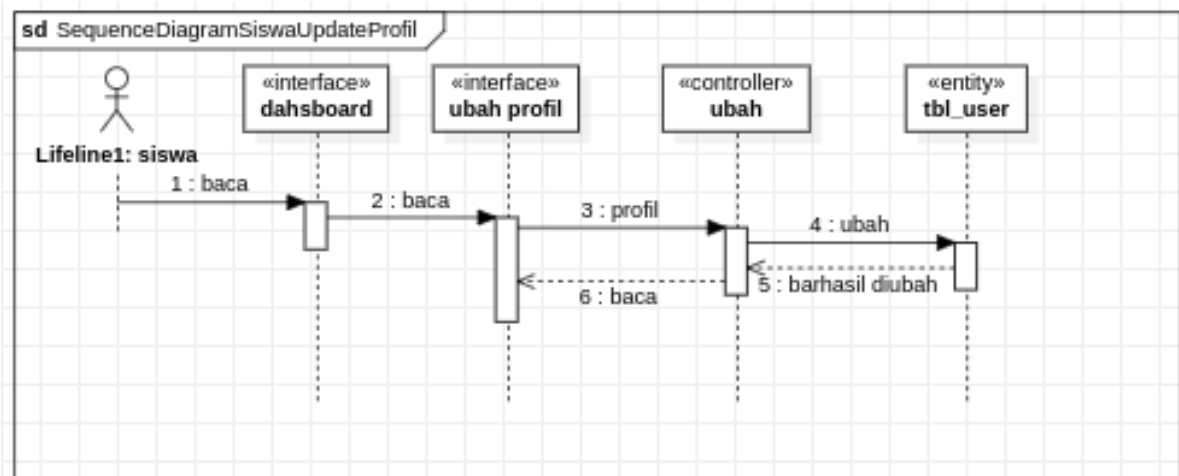 sd SequenceDiagramSiswaUpdateProfil
«interface»
dahsboard
«interface»
ubah profil
«controller»
ubah
«entity»
tbl_user
Lifeline1: siswa
1 : baca
2 : baca
3 : profil
4 : ubah
5 : barhasil diubah
6 : baca